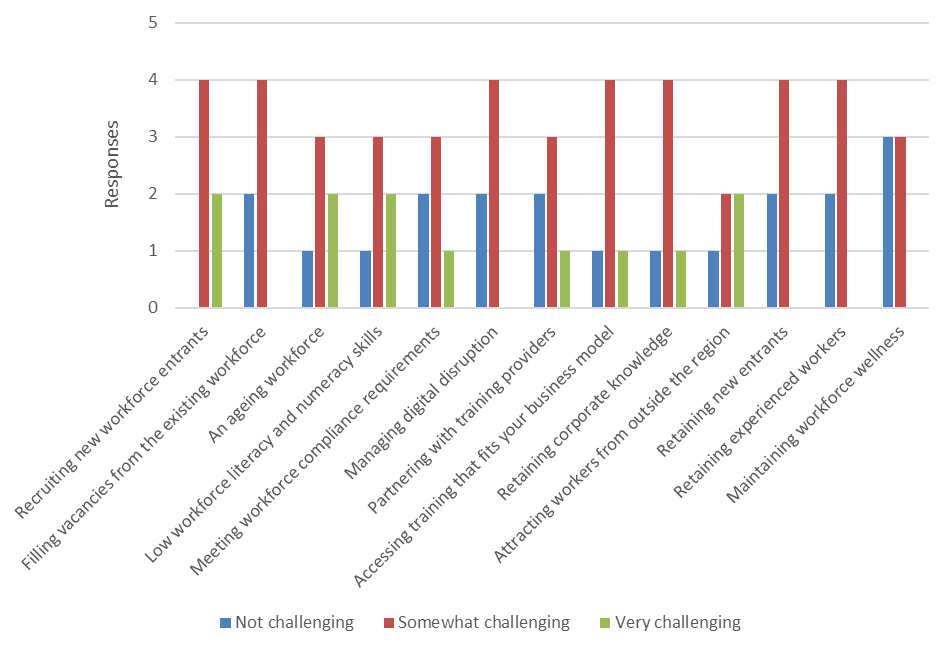 5
4
3
2
1
0
Responses
Recruiting new workforce entrants
Filling vacancies from the existing workforce
An ageing workforce
Low workforce literacy and numeracy skills
Meeting workforce compliance requirements
Managing digital disruption
Partnering with training providers
Accessing training that fits your business model
Retaining corporate knowledge
Attracting workers from outside the region
Retaining new entrants
Retaining experienced workers
Maintaining workforce wellness
Not challenging
Somewhat challenging
Very challenging